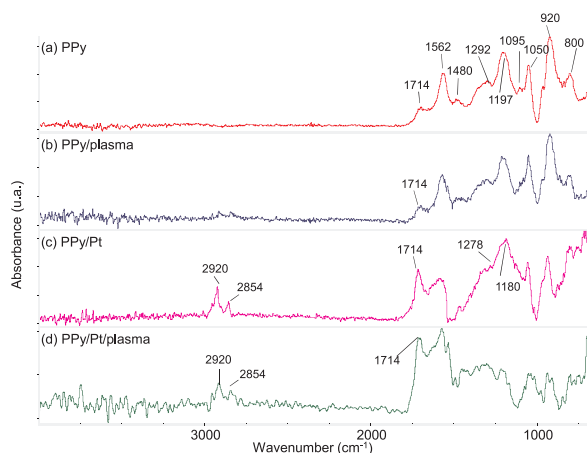 (a) PPy
1714
1562
1480
1292
1197
1095
1050
920
800
(b) PPy/plasma
1714
(c) PPy/Pt
2920
2854
1714
1278
1180
(d) PPy/Pt/plasma
2920
2854
1714
Absorbance (u.a.)
3000 2000 1000
Wavenumber (cm⁻¹)